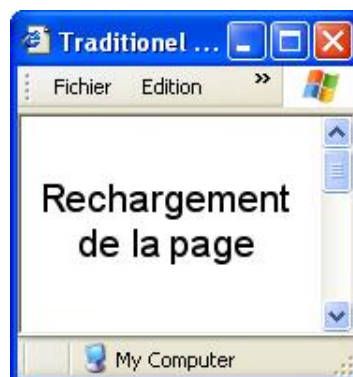 Traditionel ...
Fichier Edition »
Rechargement
de la page
My Computer